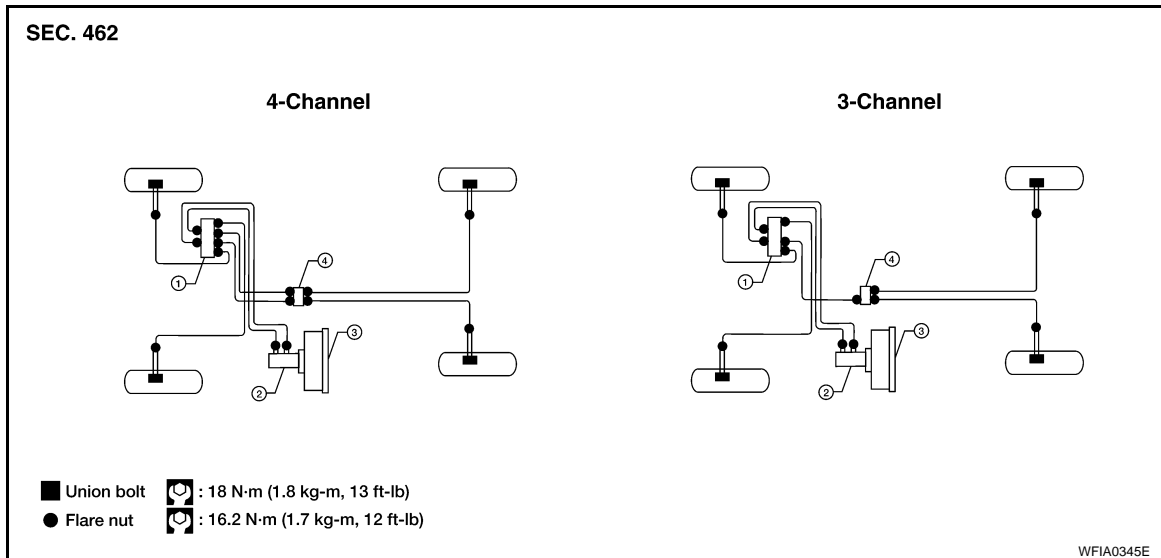 SEC. 462
4-Channel
3-Channel
1
4
3
2
1
4
3
2
Union bolt : 18 N·m (1.8 kg-m, 13 ft-lb)
Flare nut : 16.2 N·m (1.7 kg-m, 12 ft-lb)
WFIA0345E